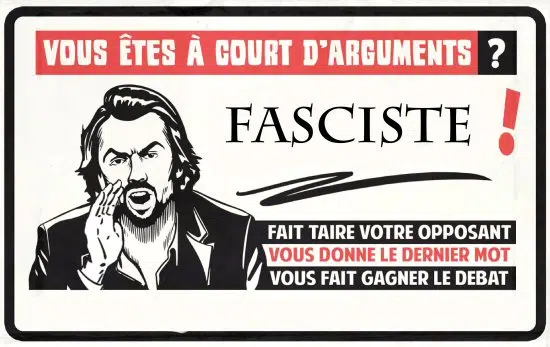 VOUS ÊTES À COURT D'ARGUMENTS ?
FASCISTE !
FAIT TAIRE VOTRE OPPOSANT
VOUS DONNE LE DERNIER MOT
VOUS FAIT GAGNER LE DEBAT